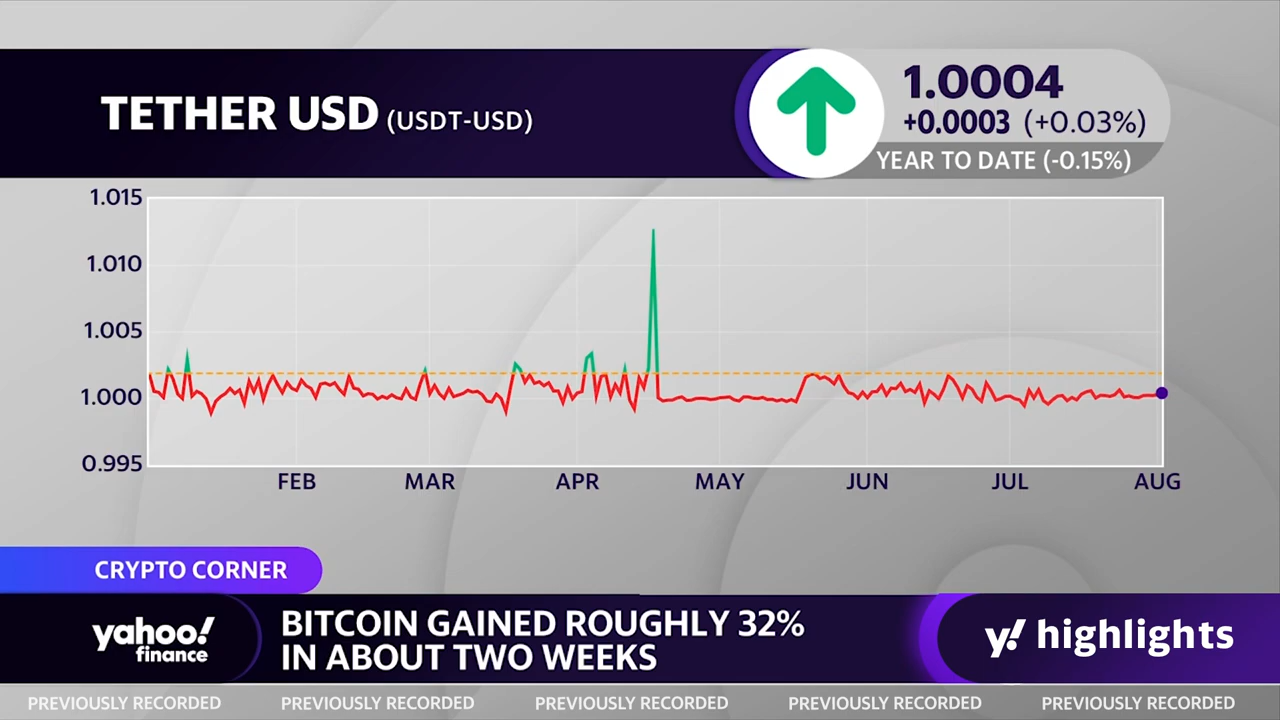 TETHER USD (USDT-USD)
1.0004
+0.0003 (+0.03%)
YEAR TO DATE (-0.15%)
1.015
1.010
1.005
1.000
0.995
FEB MAR APR MAY JUN JUL AUG
CRYPTO CORNER
yahoo!
finance
BITCOIN GAINED ROUGHLY 32%
IN ABOUT TWO WEEKS
y! highlights
PREVIOUSLY RECORDED PREVIOUSLY RECORDED PREVIOUSLY RECORDED PREVIOUSLY RECORDED PREVIOUSLY RECORDED